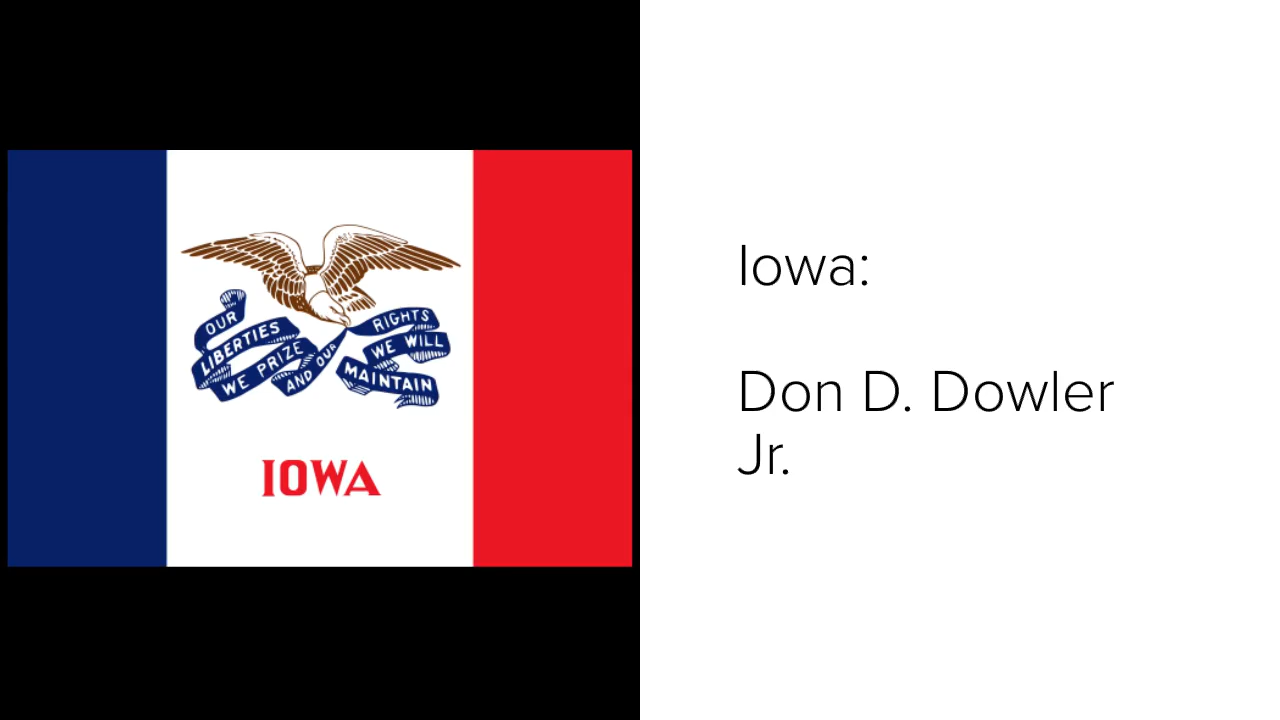 OUR
LIBERTIES
WE PRIZE
AND OUR
RIGHTS
WE WILL
MAINTAIN
IOWA
Iowa:
Don D. Dowler
Jr.